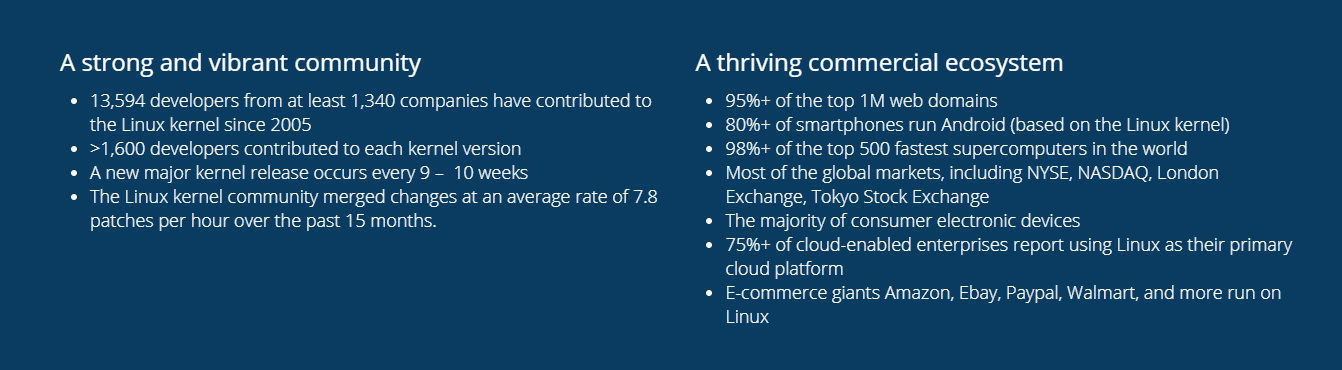 A strong and vibrant community
• 13,594 developers from at least 1,340 companies have contributed to
the Linux kernel since 2005
• >1,600 developers contributed to each kernel version
• A new major kernel release occurs every 9 –  10 weeks
• The Linux kernel community merged changes at an average rate of 7.8
patches per hour over the past 15 months.
A thriving commercial ecosystem
• 95%+ of the top 1M web domains
• 80%+ of smartphones run Android (based on the Linux kernel)
• 98%+ of the top 500 fastest supercomputers in the world
• Most of the global markets, including NYSE, NASDAQ, London
Exchange, Tokyo Stock Exchange
• The majority of consumer electronic devices
• 75%+ of cloud-enabled enterprises report using Linux as their primary
cloud platform
• E-commerce giants Amazon, Ebay, Paypal, Walmart, and more run on
Linux